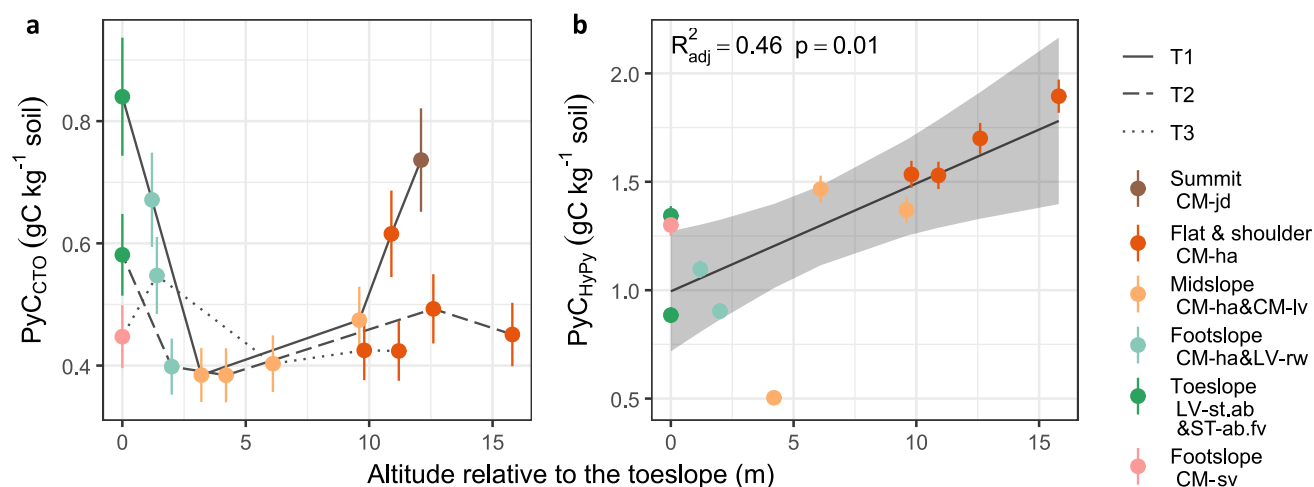 a
PyC_CTO (gC kg⁻¹ soil)
0.8
0.6
0.4
0
5
10
15
b
R²_adj = 0.46 p = 0.01
PyC_HyPy (gC kg⁻¹ soil)
2.0
1.5
1.0
0.5
0
5
10
15
Altitude relative to the toeslope (m)
T1
T2
T3
Summit
CM-jd
Flat & shoulder
CM-ha
Midslope
CM-ha&CM-lv
Footslope
CM-ha&LV-rw
Toeslope
LV-st.ab
&ST-ab.fv
Footslope
CM-sv